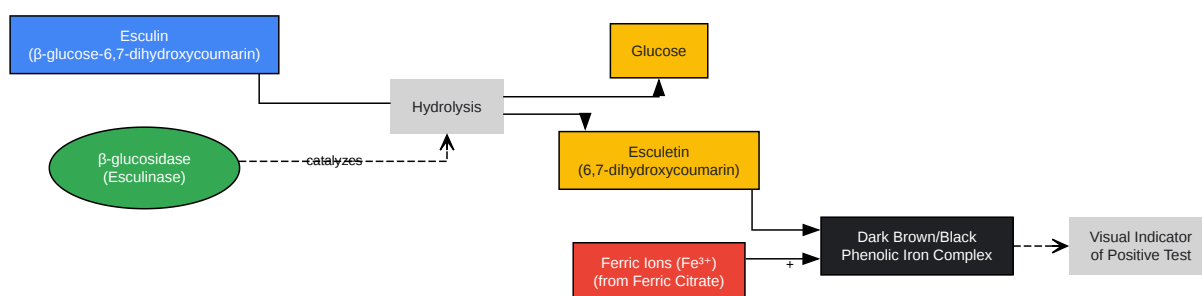 Esculin
(β-glucose-6,7-dihydroxycoumarin)
Glucose
Hydrolysis
β-glucosidase
(Esculinase)
catalyzes
Esculetin
(6,7-dihydroxycoumarin)
Dark Brown/Black
Phenolic Iron Complex
Visual Indicator
of Positive Test
Ferric Ions (Fe³⁺)
(from Ferric Citrate)
+